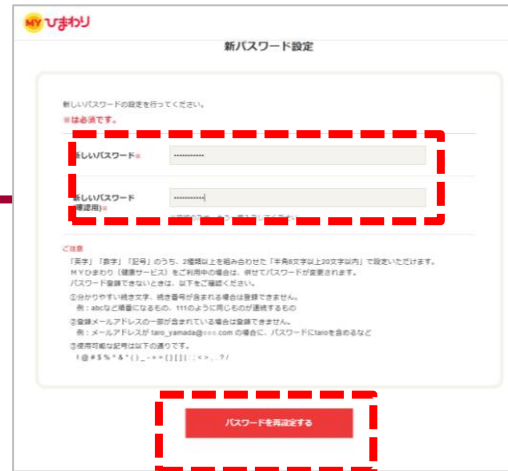 MYひまわり
新パスワード設定
新しいパスワードの設定を行ってください。
※は必須です。
新しいパスワード※
新しいパスワード
(確認用)※
ご注意
「英字」「数字」「記号」のうち、2種類以上を組み合わせた「半角8文字以上20文字以内」で設定いただけます。
MYひまわり（健康サービス）をご利用中の場合は、併せてパスワードが変更されます。
パスワード登録できないときは、以下をご確認ください。
①分かりやすい続き文字、続き番号が含まれる場合は登録できません。
例：abcなど順番になるもの、111のように同じものが連続するもの
②登録メールアドレスの一部が含まれている場合は登録できません。
例：メールアドレスが taro_yamada@○○○.com の場合に、パスワードにtaroを含めるなど
③使用可能な記号は以下の通りです。
! @ # $ % ^ & * ( ) _ - + = { } [ ] | : ; < > , . ? /
パスワードを再設定する